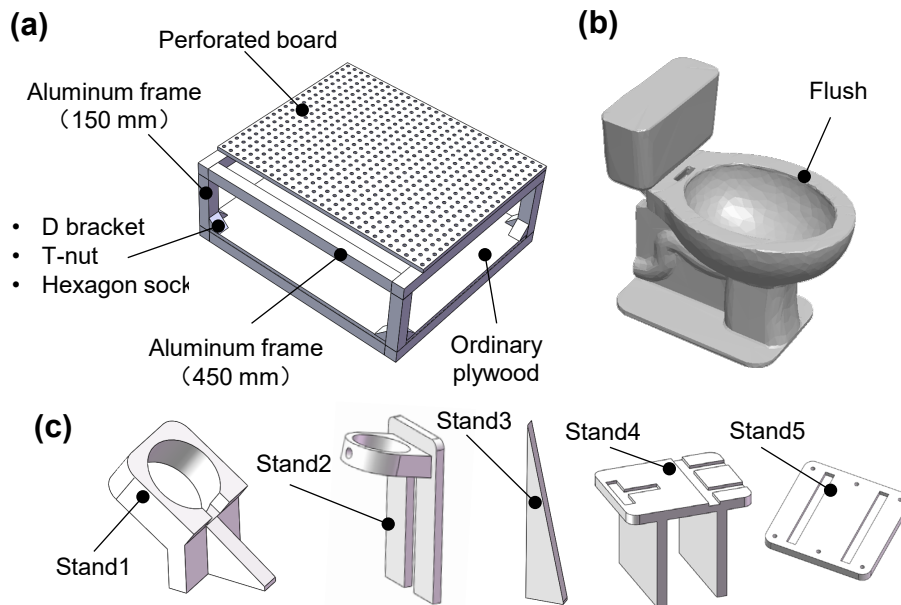 (a)
Perforated board
Aluminum frame
（150 mm）
• D bracket
• T-nut
• Hexagon sock
Aluminum frame
（450 mm）
Ordinary
plywood
(b)
Flush
(c)
Stand1
Stand2
Stand3
Stand4
Stand5